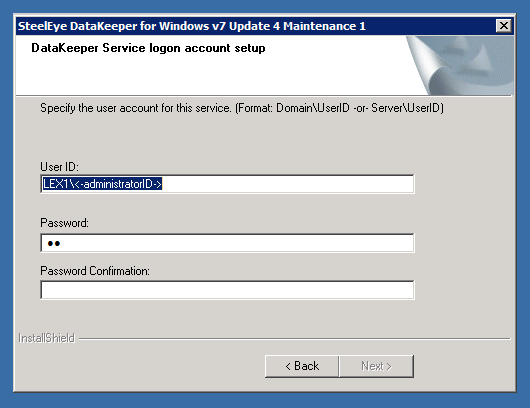 SteelEye DataKeeper for Windows v7 Update 4 Maintenance 1
DataKeeper Service logon account setup
Specify the user account for this service. (Format: Domain\UserID -or- Server\UserID)
User ID:
LEX1\<-administratorID->
Password:
••
Password Confirmation:
InstallShield
< Back
Next >